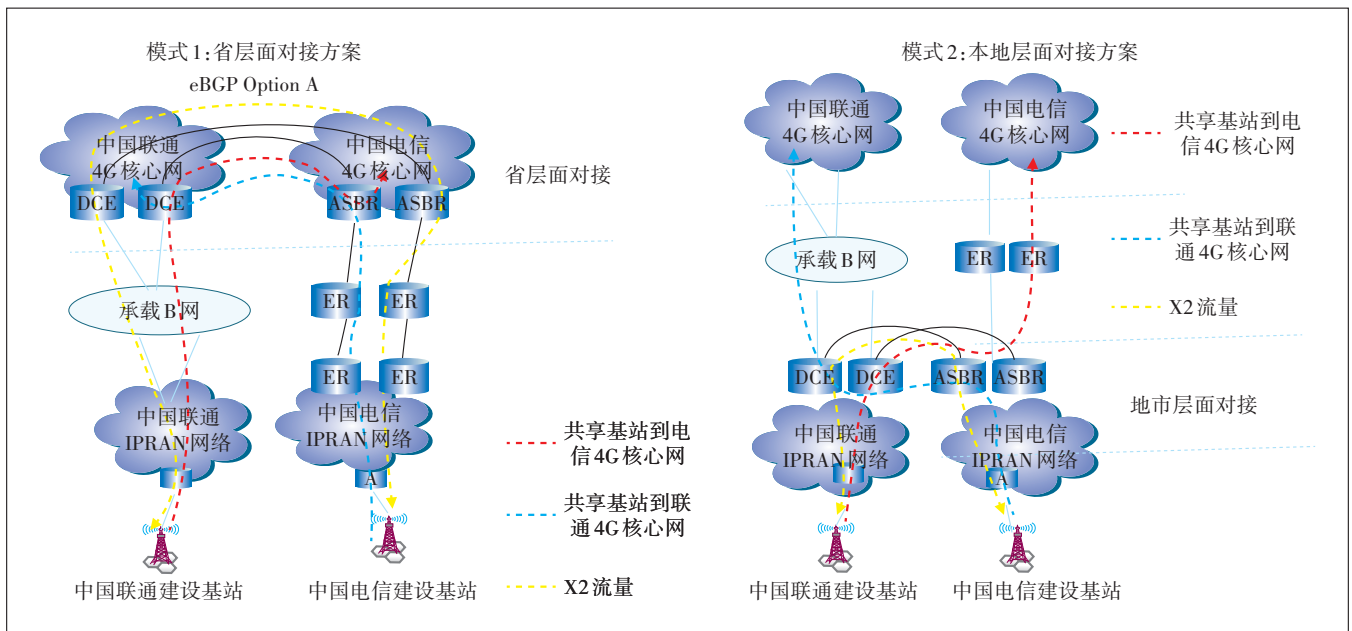 模式1:省层面对接方案
eBGP Option A
中国联通
4G核心网
中国电信
4G核心网
DCE
DCE
ASBR
ASBR
省层面对接
承载B网
ER
ER
ER
ER
中国联通
IPRAN网络
中国电信
IPRAN网络
A
共享基站到电
信4G核心网
共享基站到联
通4G核心网
X2流量
中国联通建设基站
中国电信建设基站
模式2:本地层面对接方案
中国联通
4G核心网
中国电信
4G核心网
共享基站到电
信4G核心网
共享基站到联
通4G核心网
X2流量
承载B网
ER
ER
DCE
DCE
ASBR
ASBR
地市层面对接
中国联通
IPRAN网络
中国电信
IPRAN网络
A
中国联通建设基站
中国电信建设基站